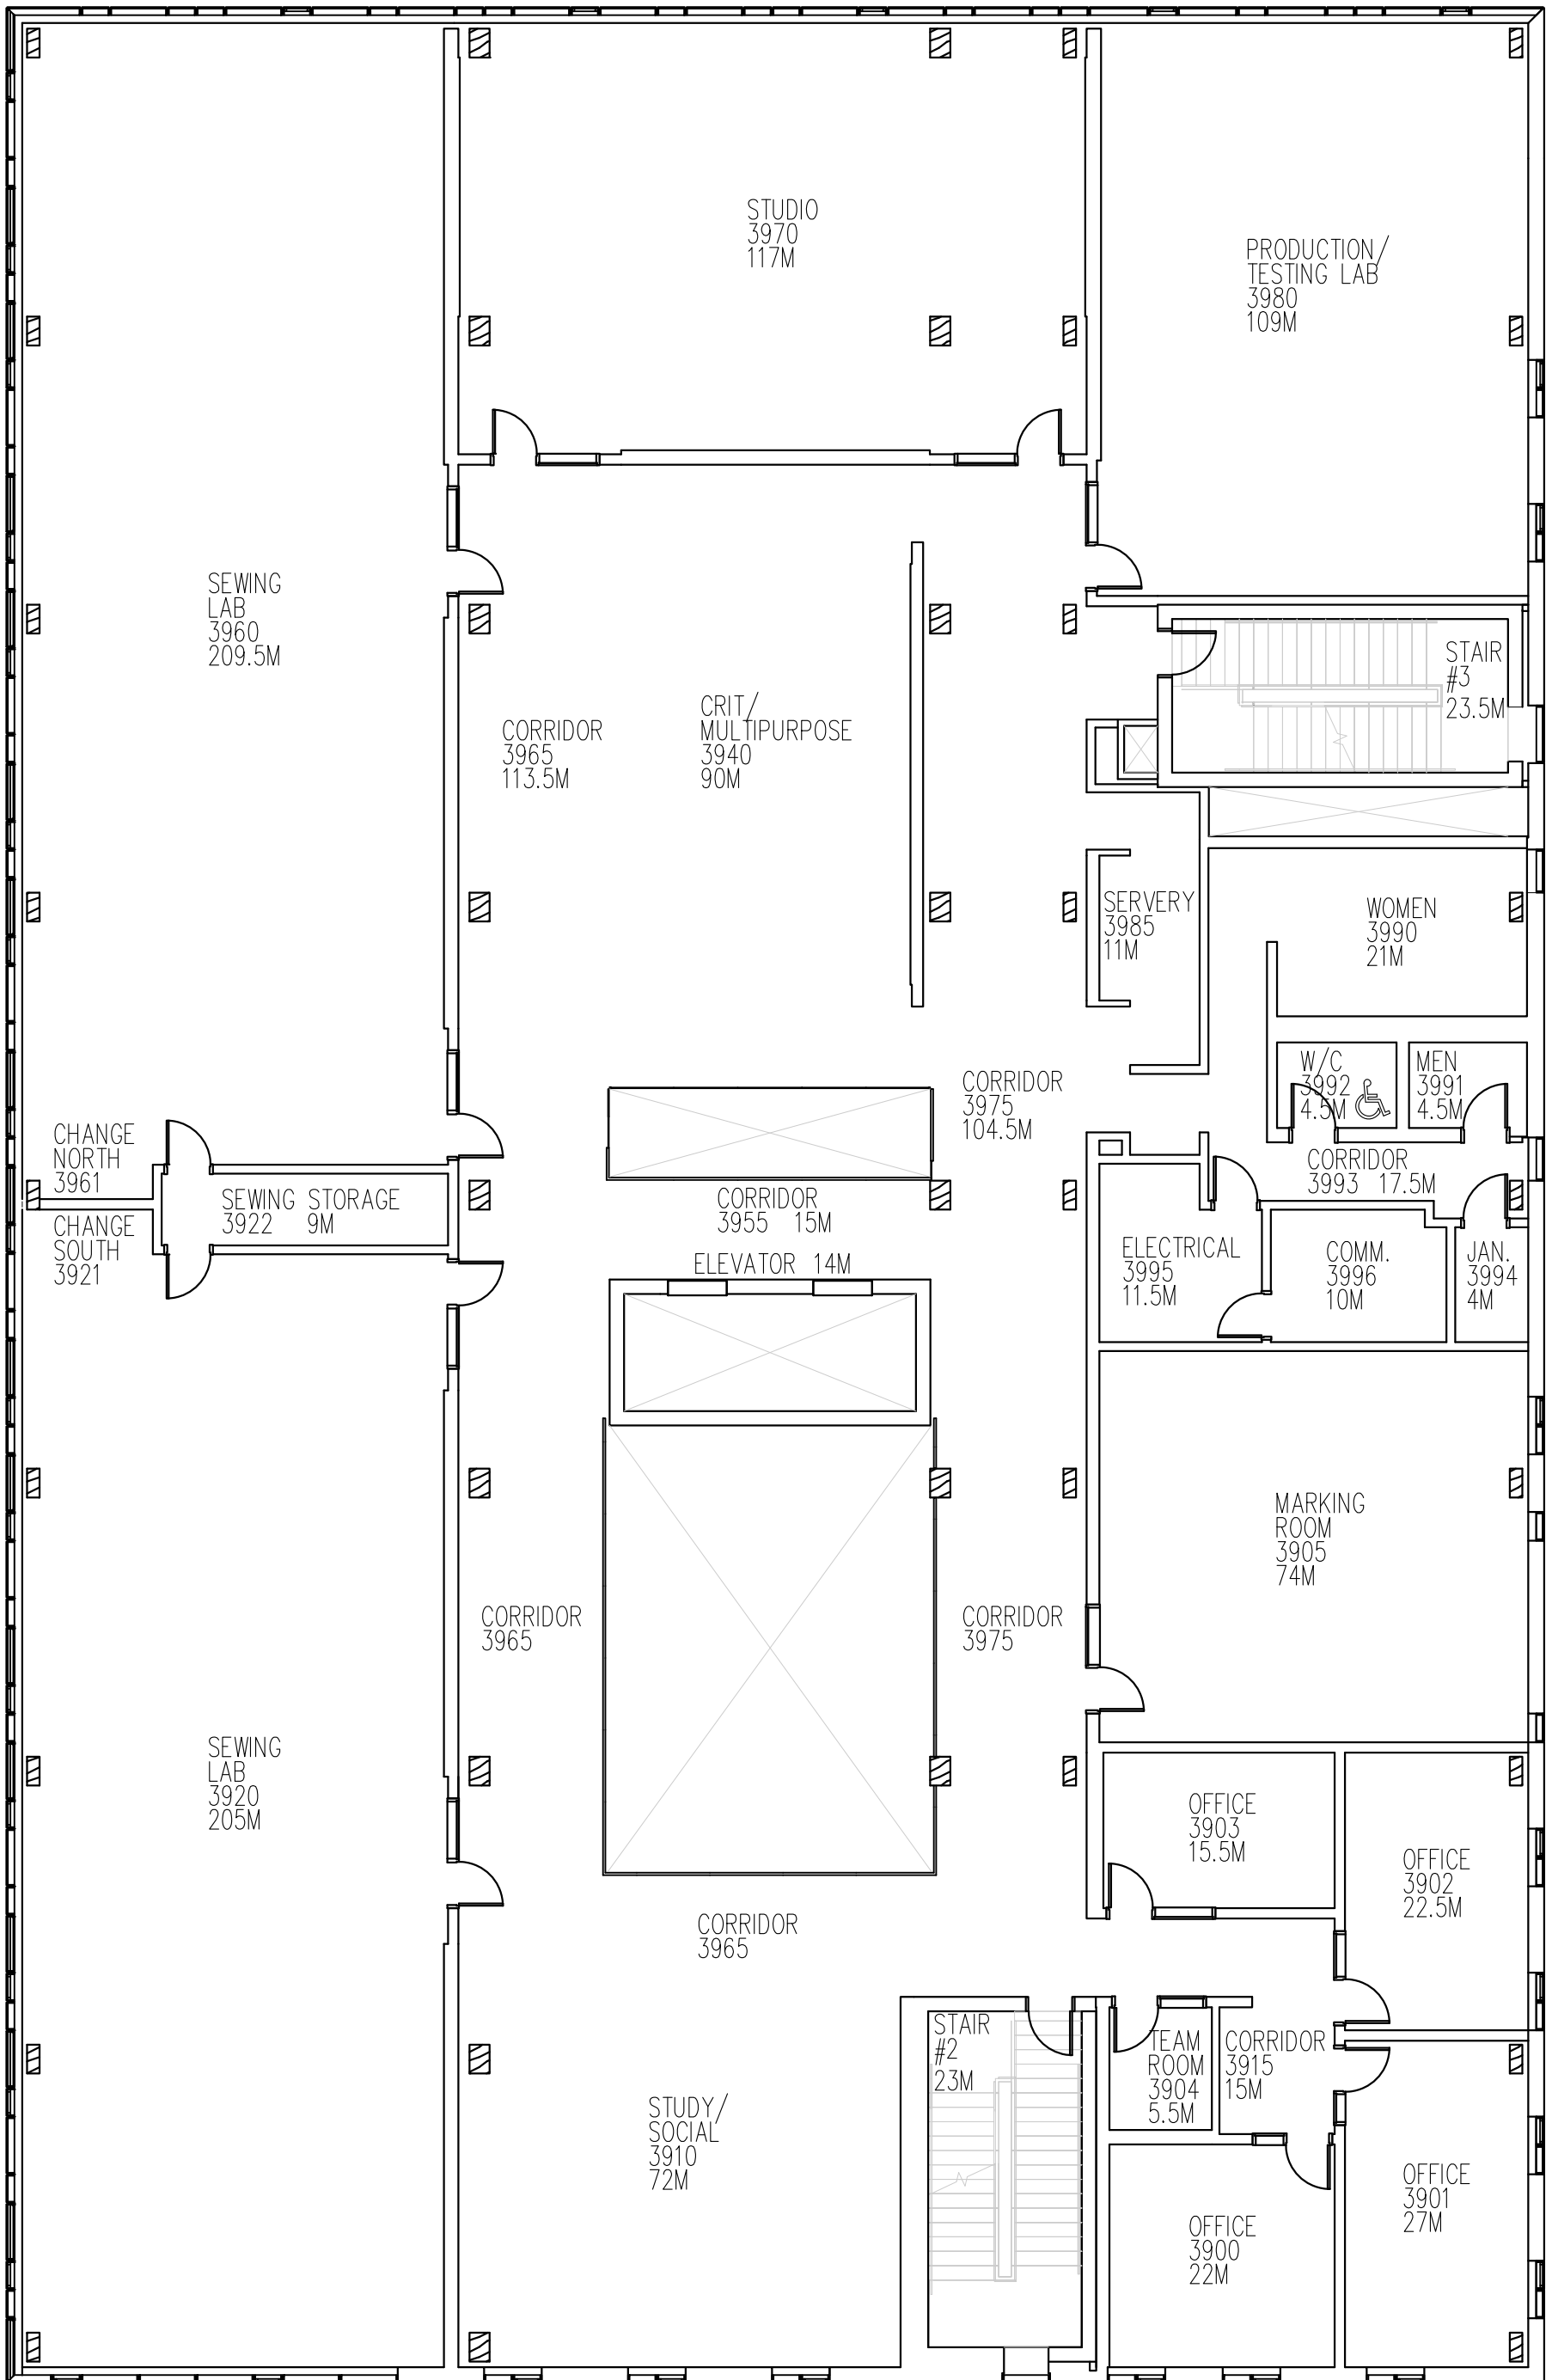 STUDIO
3970
117M
PRODUCTION/
TESTING LAB
3980
109M
SEWING
LAB
3960
209.5M
STAIR
#3
23.5M
CORRIDOR
3965
113.5M
CRIT/
MULTIPURPOSE
3940
90M
SERVERY
3985
11M
WOMEN
3990
21M
W/C
3992
4.5M
MEN
3991
4.5M
CORRIDOR
3975
104.5M
CHANGE
NORTH
3961
CORRIDOR
3993 17.5M
SEWING STORAGE
3922 9M
CORRIDOR
3955 15M
CHANGE
SOUTH
3921
ELEVATOR 14M
ELECTRICAL
3995
11.5M
COMM.
3996
10M
JAN.
3994
4M
MARKING
ROOM
3905
74M
CORRIDOR
3965
CORRIDOR
3975
SEWING
LAB
3920
205M
OFFICE
3903
15.5M
OFFICE
3902
22.5M
CORRIDOR
3965
STAIR
#2
23M
TEAM
ROOM
3904
5.5M
CORRIDOR
3915
15M
STUDY/
SOCIAL
3910
72M
OFFICE
3901
27M
OFFICE
3900
22M